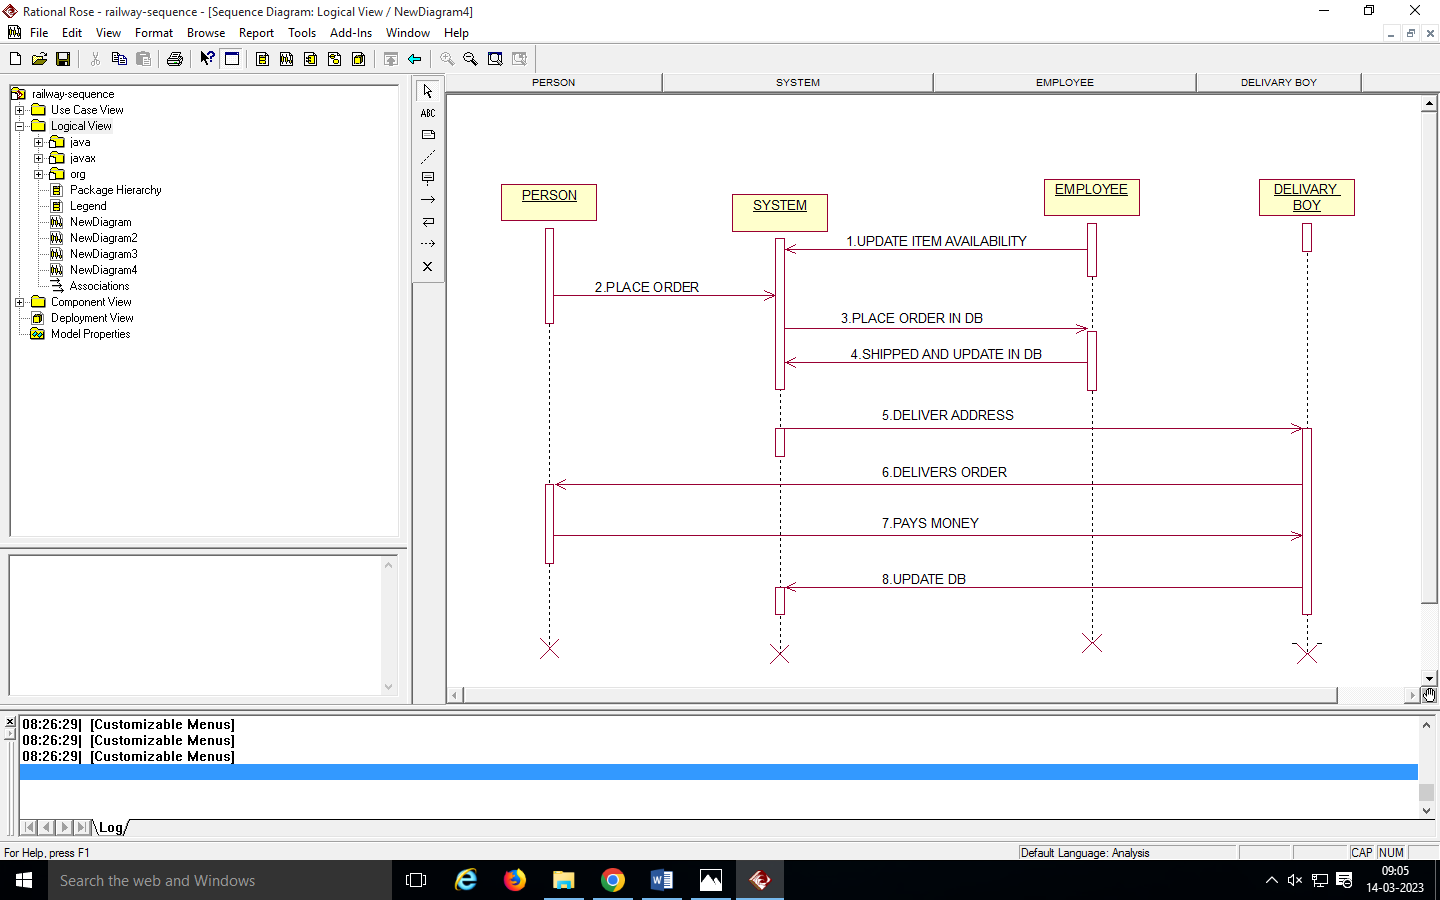 Rational Rose - railway-sequence - [Sequence Diagram: Logical View / NewDiagram4]
File Edit View Format Browse Report Tools Add-Ins Window Help
PERSON SYSTEM EMPLOYEE DELIVARY BOY
railway-sequence
Use Case View
Logical View
java
javax
org
Package Hierarchy
Legend
NewDiagram
NewDiagram2
NewDiagram3
NewDiagram4
Associations
Component View
Deployment View
Model Properties
ABC
PERSON
SYSTEM
EMPLOYEE
DELIVARY
BOY
1.UPDATE ITEM AVAILABILITY
2.PLACE ORDER
3.PLACE ORDER IN DB
4.SHIPPED AND UPDATE IN DB
5.DELIVER ADDRESS
6.DELIVERS ORDER
7.PAYS MONEY
8.UPDATE DB
08:26:29| [Customizable Menus]
08:26:29| [Customizable Menus]
08:26:29| [Customizable Menus]
Log
For Help, press F1
Default Language: Analysis
CAP NUM
Search the web and Windows
09:05
14-03-2023